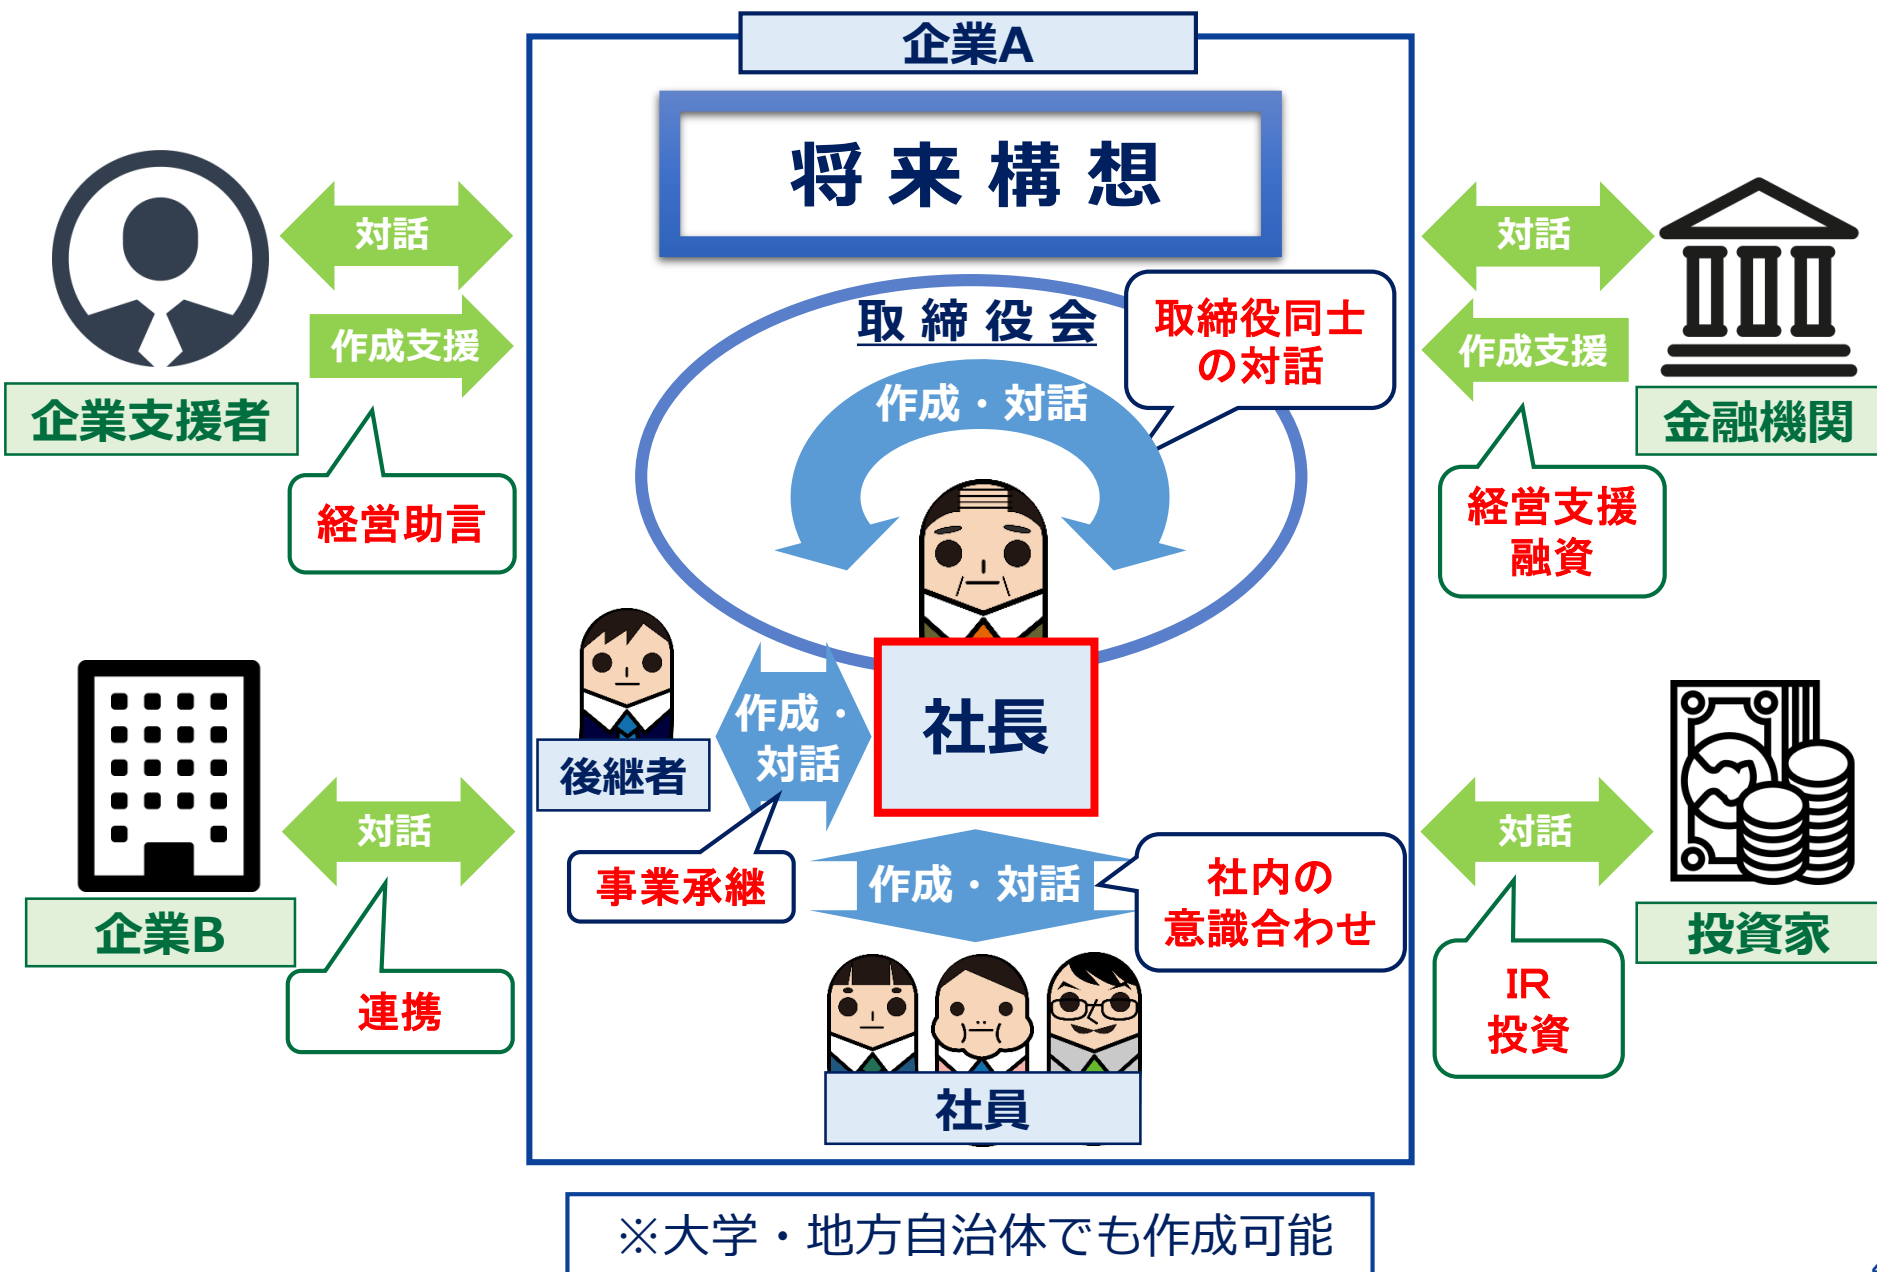 企業A
将来構想
対話
作成支援
企業支援者
経営助言
対話
作成支援
金融機関
経営支援
融資
取締役会
取締役同士
の対話
作成・対話
社長
後継者
作成・
対話
事業承継
作成・対話
社内の
意識合わせ
社員
対話
企業B
連携
対話
投資家
IR
投資
※大学・地方自治体でも作成可能